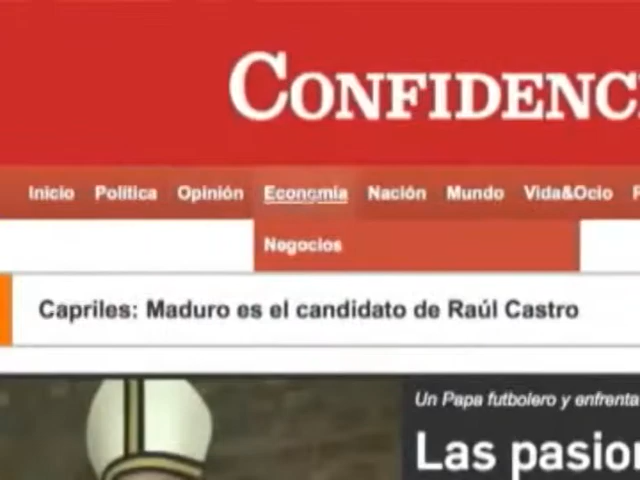 CONFIDENCI
Inicio Política Opinión Economía Nación Mundo Vida&Ocio
Negocios
Capriles: Maduro es el candidato de Raúl Castro
Un Papa futbolero y enfrenta
Las pasion